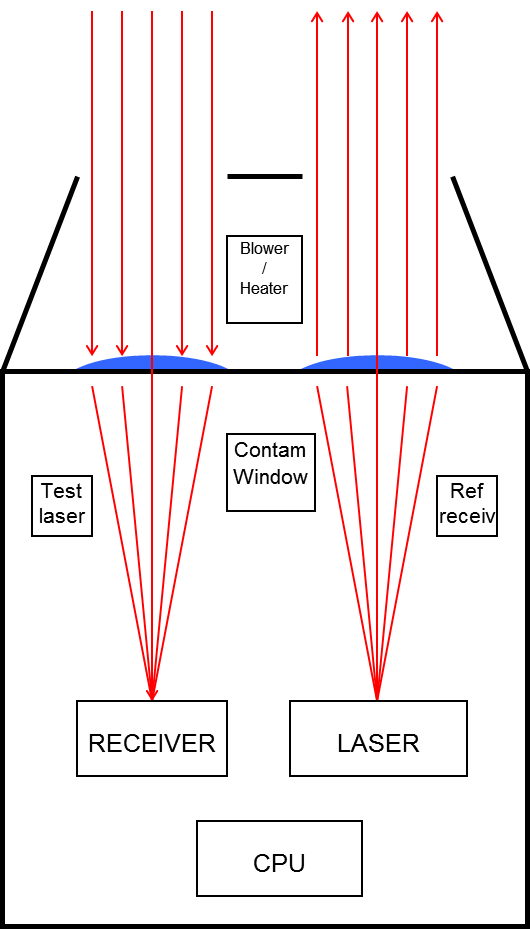 Blower
/
Heater
Contam
Window
Test
laser
Ref
receiv
RECEIVER
LASER
CPU